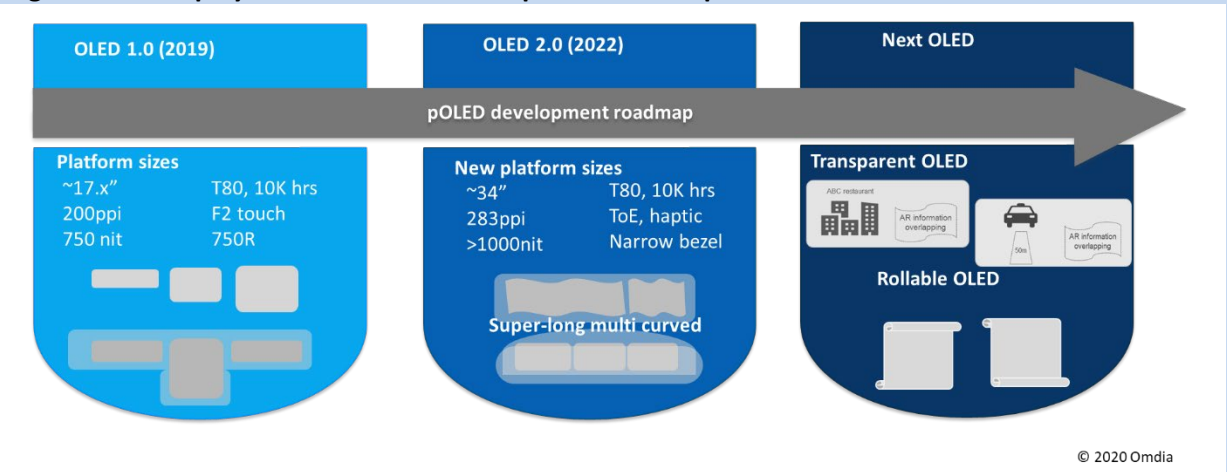 OLED 1.0 (2019)
OLED 2.0 (2022)
Next OLED
pOLED development roadmap
Platform sizes
~17.x” T80, 10K hrs
200ppi F2 touch
750 nit 750R
New platform sizes
~34” T80, 10K hrs
283ppi ToE, haptic
>1000nit Narrow bezel
Super-long multi curved
Transparent OLED
ABC restaurant
AR information
overlapping
50m
AR information
overlapping
Rollable OLED
© 2020 Omdia